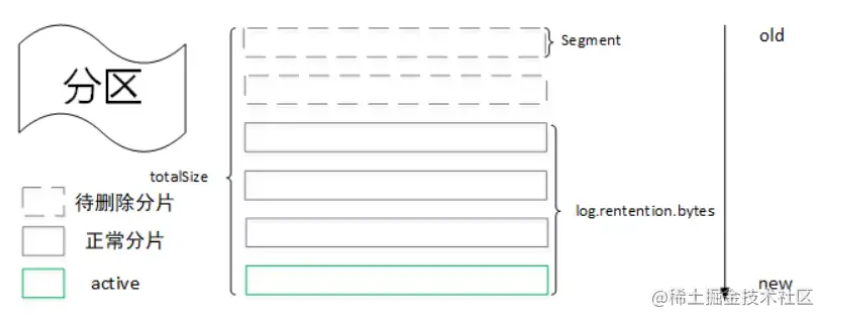 分区
Segment
old
totalSize
待删除分片
正常分片
log.rentention.bytes
active
new
@稀土掘金技术社区